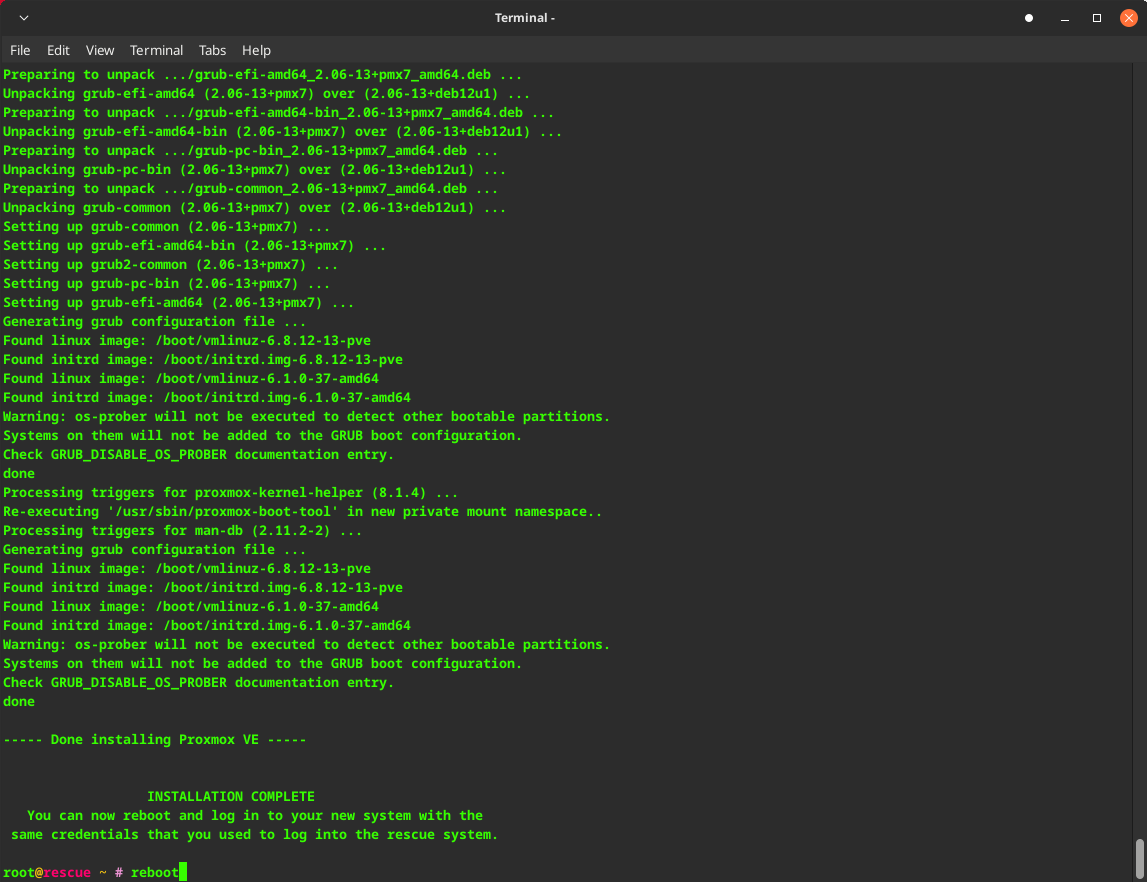 Terminal -
File Edit View Terminal Tabs Help
Preparing to unpack .../grub-efi-amd64_2.06-13+pmx7_amd64.deb ...
Unpacking grub-efi-amd64 (2.06-13+pmx7) over (2.06-13+deb12u1) ...
Preparing to unpack .../grub-efi-amd64-bin_2.06-13+pmx7_amd64.deb ...
Unpacking grub-efi-amd64-bin (2.06-13+pmx7) over (2.06-13+deb12u1) ...
Preparing to unpack .../grub-pc-bin_2.06-13+pmx7_amd64.deb ...
Unpacking grub-pc-bin (2.06-13+pmx7) over (2.06-13+deb12u1) ...
Preparing to unpack .../grub-common_2.06-13+pmx7_amd64.deb ...
Unpacking grub-common (2.06-13+pmx7) over (2.06-13+deb12u1) ...
Setting up grub-common (2.06-13+pmx7) ...
Setting up grub-efi-amd64-bin (2.06-13+pmx7) ...
Setting up grub2-common (2.06-13+pmx7) ...
Setting up grub-pc-bin (2.06-13+pmx7) ...
Setting up grub-efi-amd64 (2.06-13+pmx7) ...
Generating grub configuration file ...
Found linux image: /boot/vmlinuz-6.8.12-13-pve
Found initrd image: /boot/initrd.img-6.8.12-13-pve
Found linux image: /boot/vmlinuz-6.1.0-37-amd64
Found initrd image: /boot/initrd.img-6.1.0-37-amd64
Warning: os-prober will not be executed to detect other bootable partitions.
Systems on them will not be added to the GRUB boot configuration.
Check GRUB_DISABLE_OS_PROBER documentation entry.
done
Processing triggers for proxmox-kernel-helper (8.1.4) ...
Re-executing '/usr/sbin/proxmox-boot-tool' in new private mount namespace..
Processing triggers for man-db (2.11.2-2) ...
Generating grub configuration file ...
Found linux image: /boot/vmlinuz-6.8.12-13-pve
Found initrd image: /boot/initrd.img-6.8.12-13-pve
Found linux image: /boot/vmlinuz-6.1.0-37-amd64
Found initrd image: /boot/initrd.img-6.1.0-37-amd64
Warning: os-prober will not be executed to detect other bootable partitions.
Systems on them will not be added to the GRUB boot configuration.
Check GRUB_DISABLE_OS_PROBER documentation entry.
done
----- Done installing Proxmox VE -----
INSTALLATION COMPLETE
You can now reboot and log in to your new system with the
same credentials that you used to log into the rescue system.
root@rescue ~ # reboot